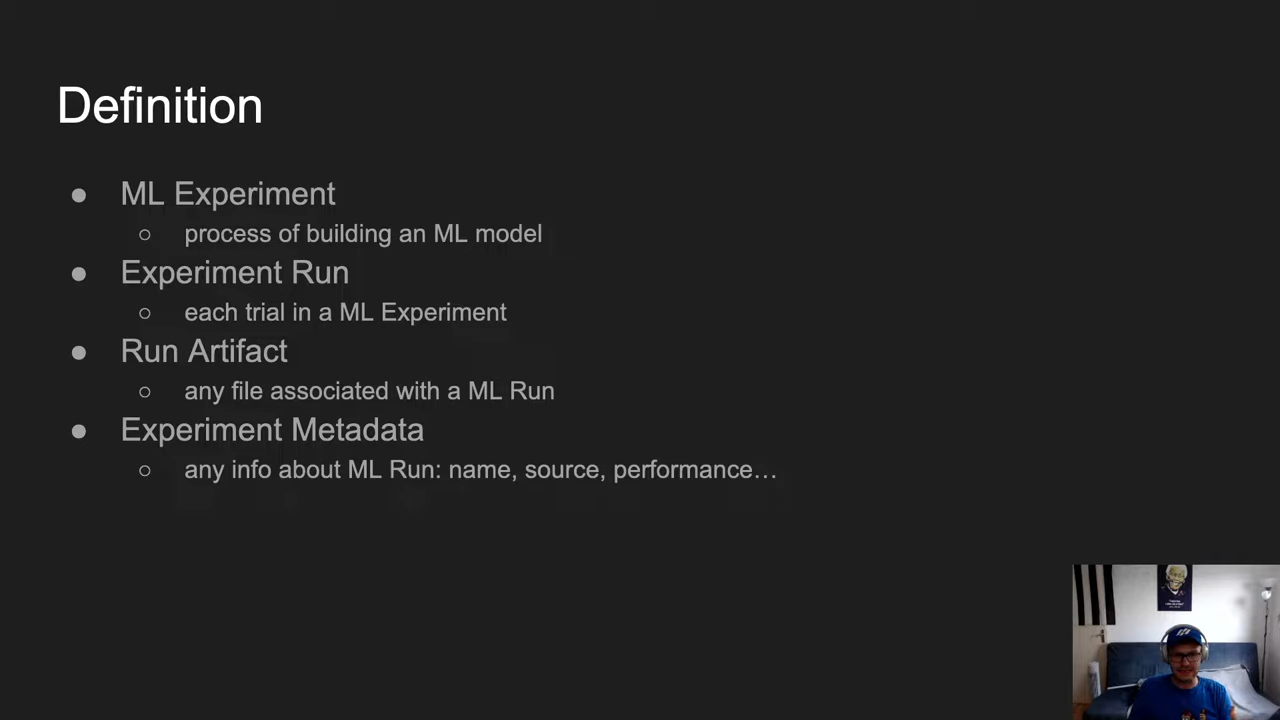 Definition
● ML Experiment
○ process of building an ML model
● Experiment Run
○ each trial in a ML Experiment
● Run Artifact
○ any file associated with a ML Run
● Experiment Metadata
○ any info about ML Run: name, source, performance…